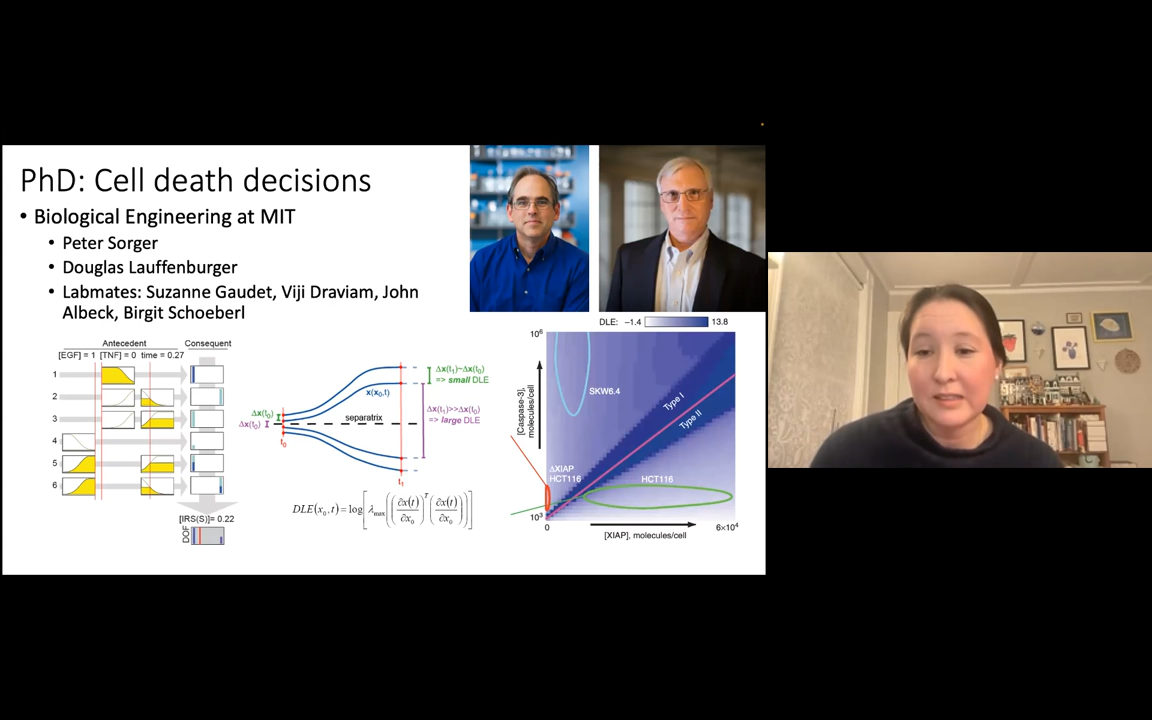 PhD: Cell death decisions
• Biological Engineering at MIT
• Peter Sorger
• Douglas Lauffenburger
• Labmates: Suzanne Gaudet, Viji Draviam, John
Albeck, Birgit Schoeberl
Antecedent
Consequent
[EGF] = 1 [TNF] = 0 time = 0.27
1
2
3
4
5
6
[IRS(S)]= 0.22
DOF
Δx(t₀)
Δx(t₀)
t₀
separatrix
x(x₀,t)
t₁
Δx(t₁)~Δx(t₀)
=> small DLE
Δx(t₁)>>Δx(t₀)
=> large DLE
DLE(x₀,t) = log[λmax((∂x(t)/∂x₀)ᵀ(∂x(t)/∂x₀))]
DLE: –1.4 13.8
10⁶
[Caspase-3],
molecules/cell
10³
SKW6.4
Type I
Type II
ΔXIAP
HCT116
HCT116
0
6x10⁴
[XIAP], molecules/cell